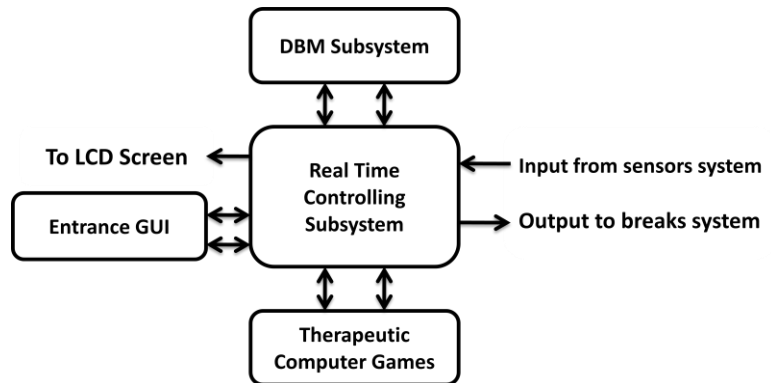 DBM Subsystem
To LCD Screen
Real Time
Controlling
Subsystem
Input from sensors system
Entrance GUI
Output to breaks system
Therapeutic
Computer Games